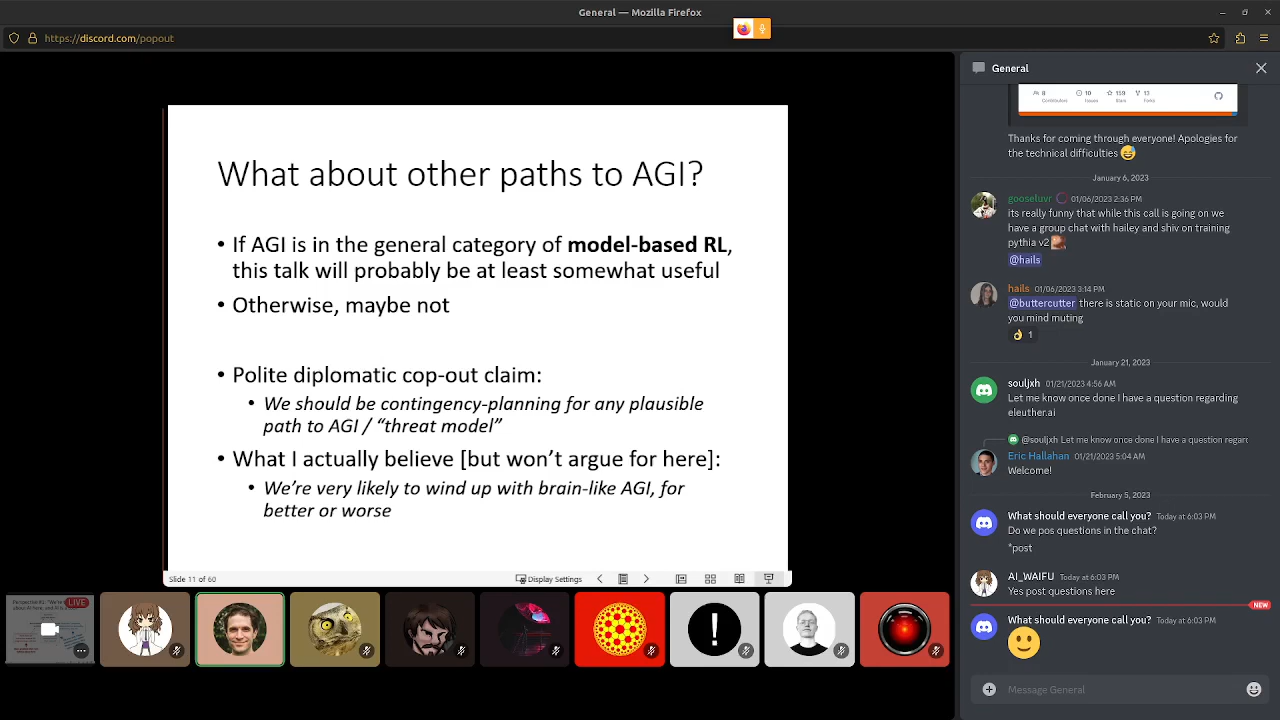 General — Mozilla Firefox
https://discord.com/popout
What about other paths to AGI?
• If AGI is in the general category of model-based RL,
this talk will probably be at least somewhat useful
• Otherwise, maybe not
• Polite diplomatic cop-out claim:
• We should be contingency-planning for any plausible
path to AGI / “threat model”
• What I actually believe [but won’t argue for here]:
• We’re very likely to wind up with brain-like AGI, for
better or worse
Slide 11 of 60
Display Settings
LIVE
General
8
10
159
13
Contributors
Issues
Stars
Forks
Thanks for coming through everyone! Apologies for
the technical difficulties 😅
January 6, 2023
gooseluvr 01/06/2023 2:36 PM
its really funny that while this call is going on we
have a group chat with hailey and shiv on training
pythia v2
@hails
hails 01/06/2023 3:14 PM
@buttercutter there is static on your mic, would
you mind muting
👌 1
January 21, 2023
souljxh 01/21/2023 4:56 AM
Let me know once done I have a question regarding
eleuther.ai
@souljxh Let me know once done I have a question regart
Eric Hallahan 01/21/2023 5:04 AM
Welcome!
February 5, 2023
What should everyone call you? Today at 6:03 PM
Do we pos questions in the chat?
*post
AI_WAIFU Today at 6:03 PM
Yes post questions here
NEW
What should everyone call you? Today at 6:03 PM
🙂
Message General